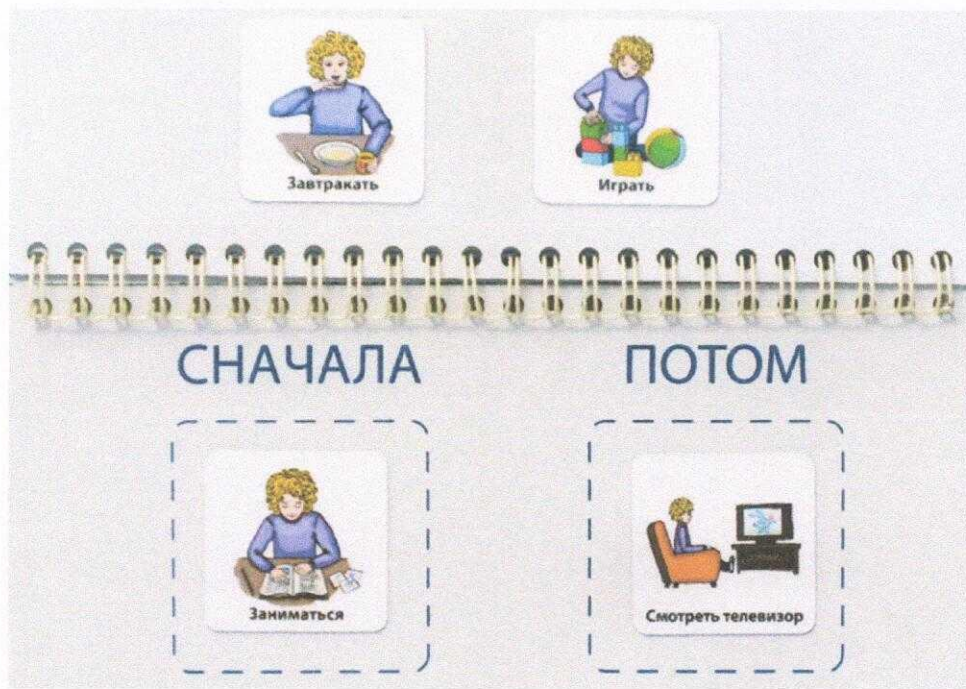 Завтракать
Играть
СНАЧАЛА
ПОТОМ
Заниматься
Смотреть телевизор